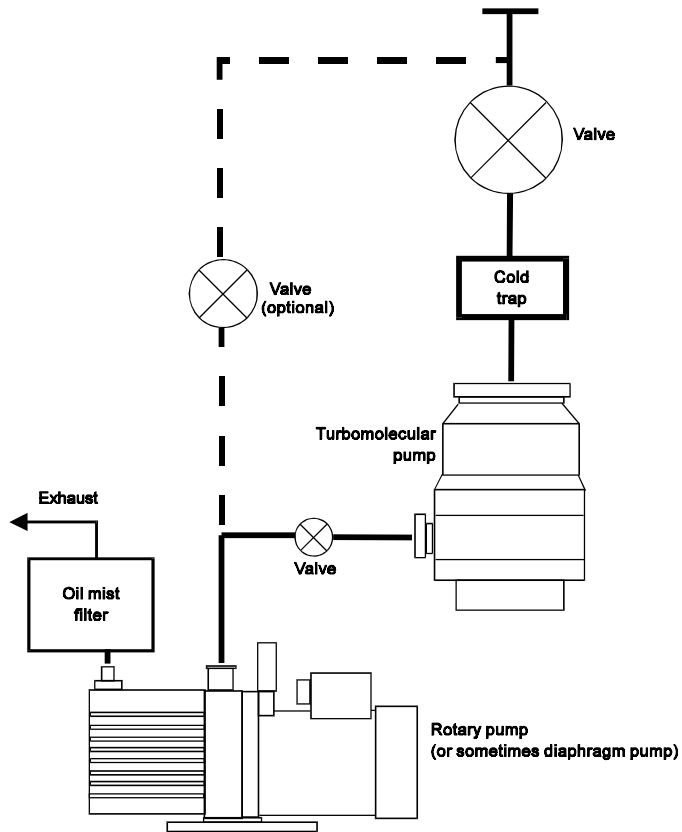 Valve
Cold
trap
Valve
(optional)
Turbomolecular
pump
Exhaust
Valve
Oil mist
filter
Rotary pump
(or sometimes diaphragm pump)